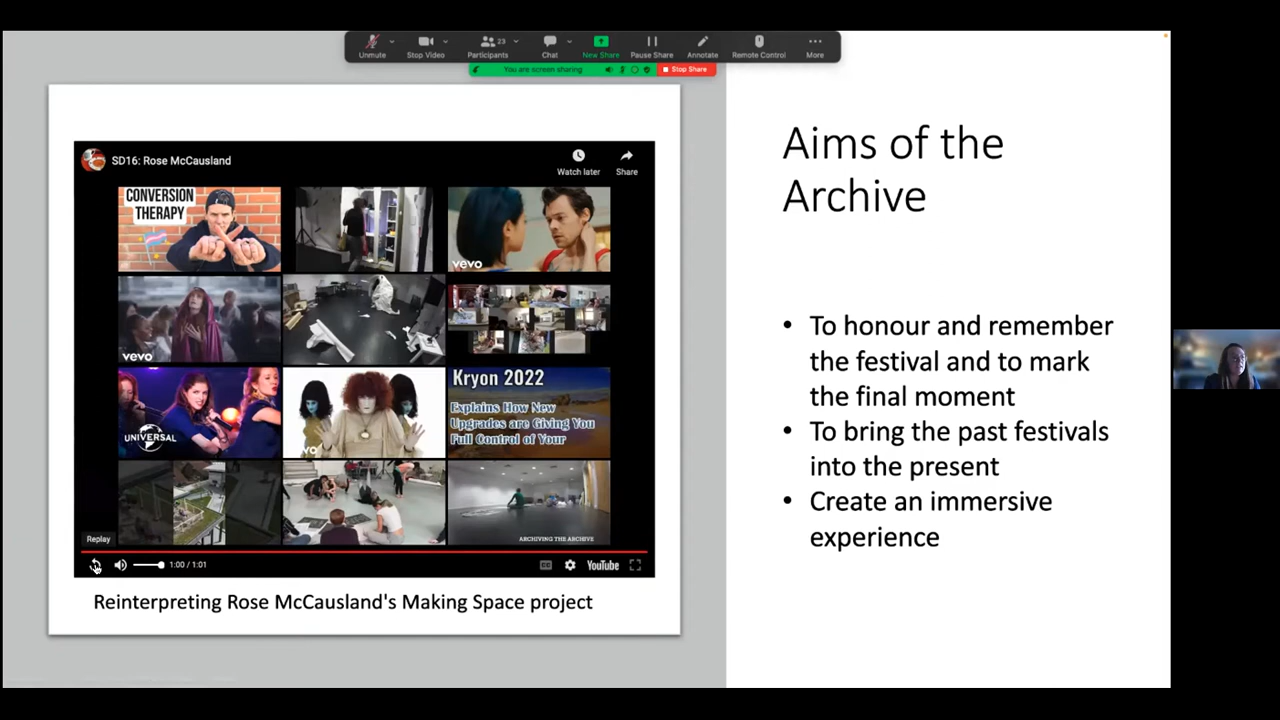 Unmute
Stop Video
Participants
23
Chat
New Share
Pause Share
Annotate
Remote Control
More
You are screen sharing
Stop Share
SD16: Rose McCausland
Watch later
Share
CONVERSION
THERAPY
vevo
vevo
UNIVERSAL
Kryon 2022
Explains How New
Upgrades are Giving You
Full Control of Your
ARCHIVING THE ARCHIVE
Replay
1:00 / 1:01
CC
YouTube
Reinterpreting Rose McCausland's Making Space project
Aims of the
Archive
• To honour and remember
the festival and to mark
the final moment
• To bring the past festivals
into the present
• Create an immersive
experience